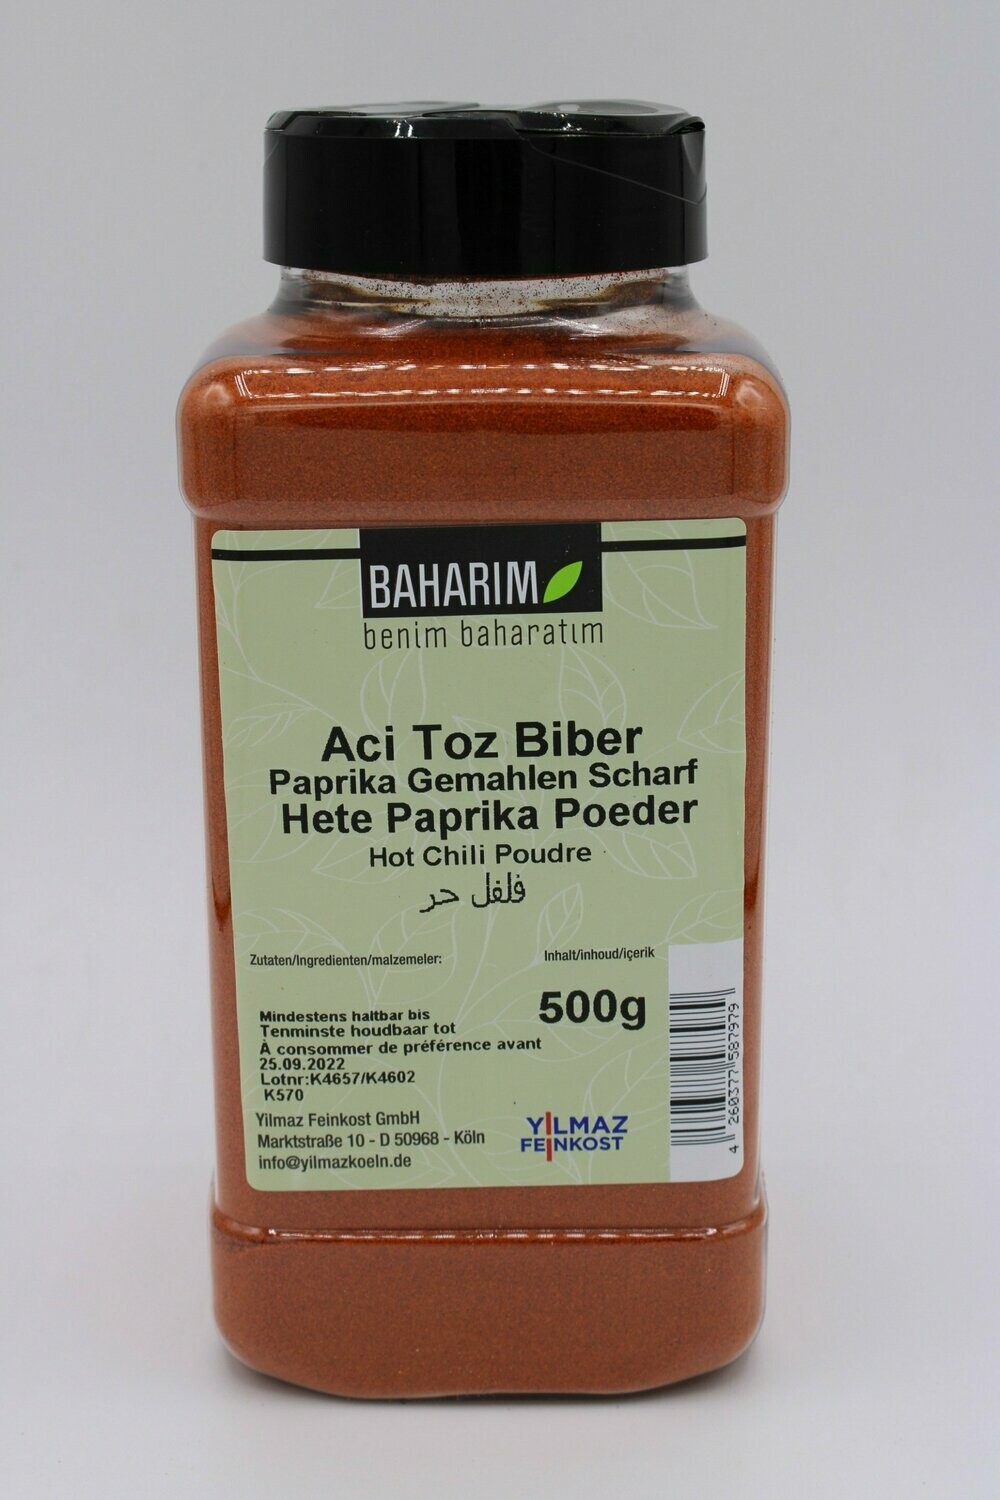 BAHARIM
benim baharatım
Aci Toz Biber
Paprika Gemahlen Scharf
Hete Paprika Poeder
Hot Chili Poudre
فلفل حر
Zutaten/Ingredienten/malzemeler:
Inhalt/inhoud/içerik
500g
Mindestens haltbar bis
Tenminste houdbaar tot
À consommer de préférence avant
25.09.2022
Lotnr:K4657/K4602
K570
Yilmaz Feinkost GmbH
Marktstraße 10 - D 50968 - Köln
info@yilmazkoeln.de
YILMAZ
FEINKOST
4 260377 587979